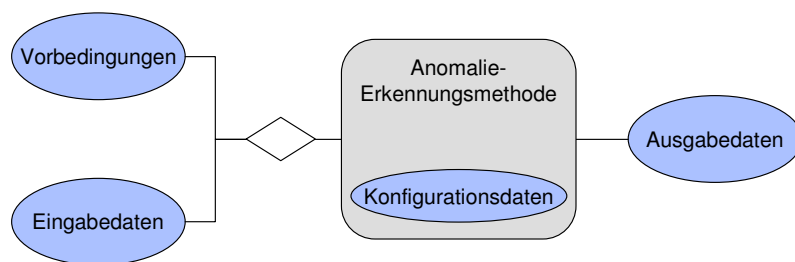 Vorbedingungen
Eingabedaten
Anomalie-
Erkennungsmethode
Konfigurationsdaten
Ausgabedaten